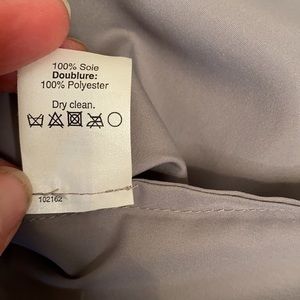 100% Soie
Doublure:
100% Polyester
Dry clean.
102162